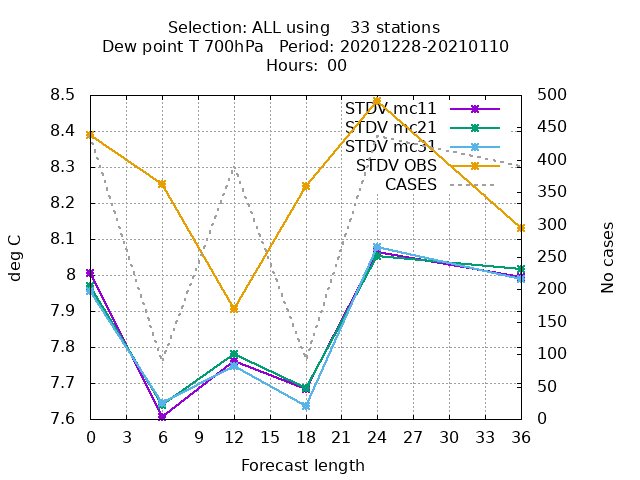 Selection: ALL using 33 stations
Dew point T 700hPa Period: 20201228-20210110
Hours: 00
8.5
8.4
8.3
8.2
8.1
8
7.9
7.8
7.7
7.6
deg C
STDV mc11
STDV mc21
STDV mc31
STDV OBS
CASES
500
450
400
350
300
250
200
150
100
50
0
No cases
0 3 6 9 12 15 18 21 24 27 30 33 36
Forecast length